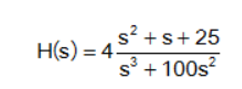 H(s) = 4 (s² + s + 25) / (s³ + 100s²)